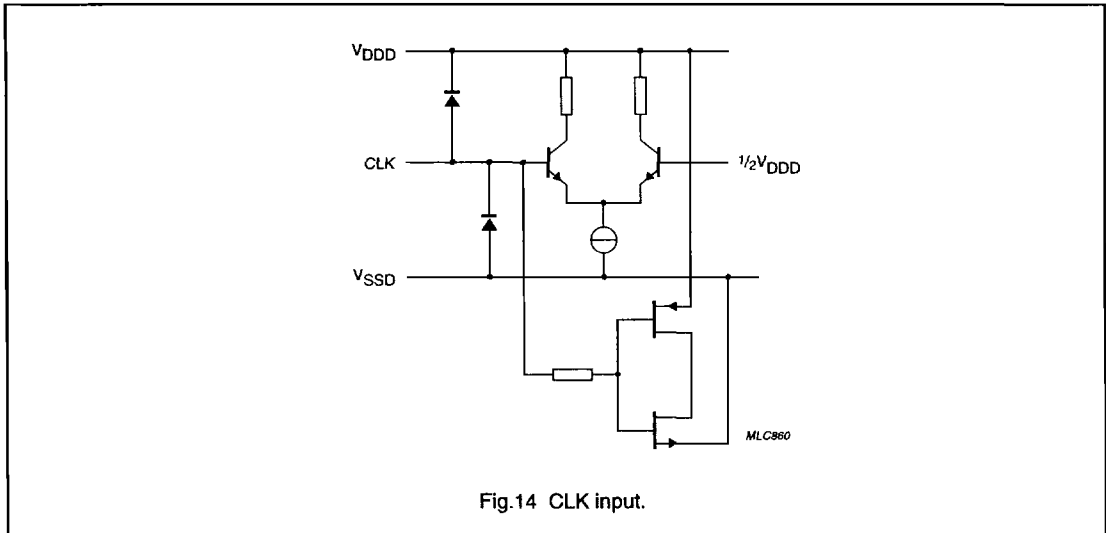 VDDD
CLK
1/2VDDD
VSSD
MLC860
Fig.14 CLK input.